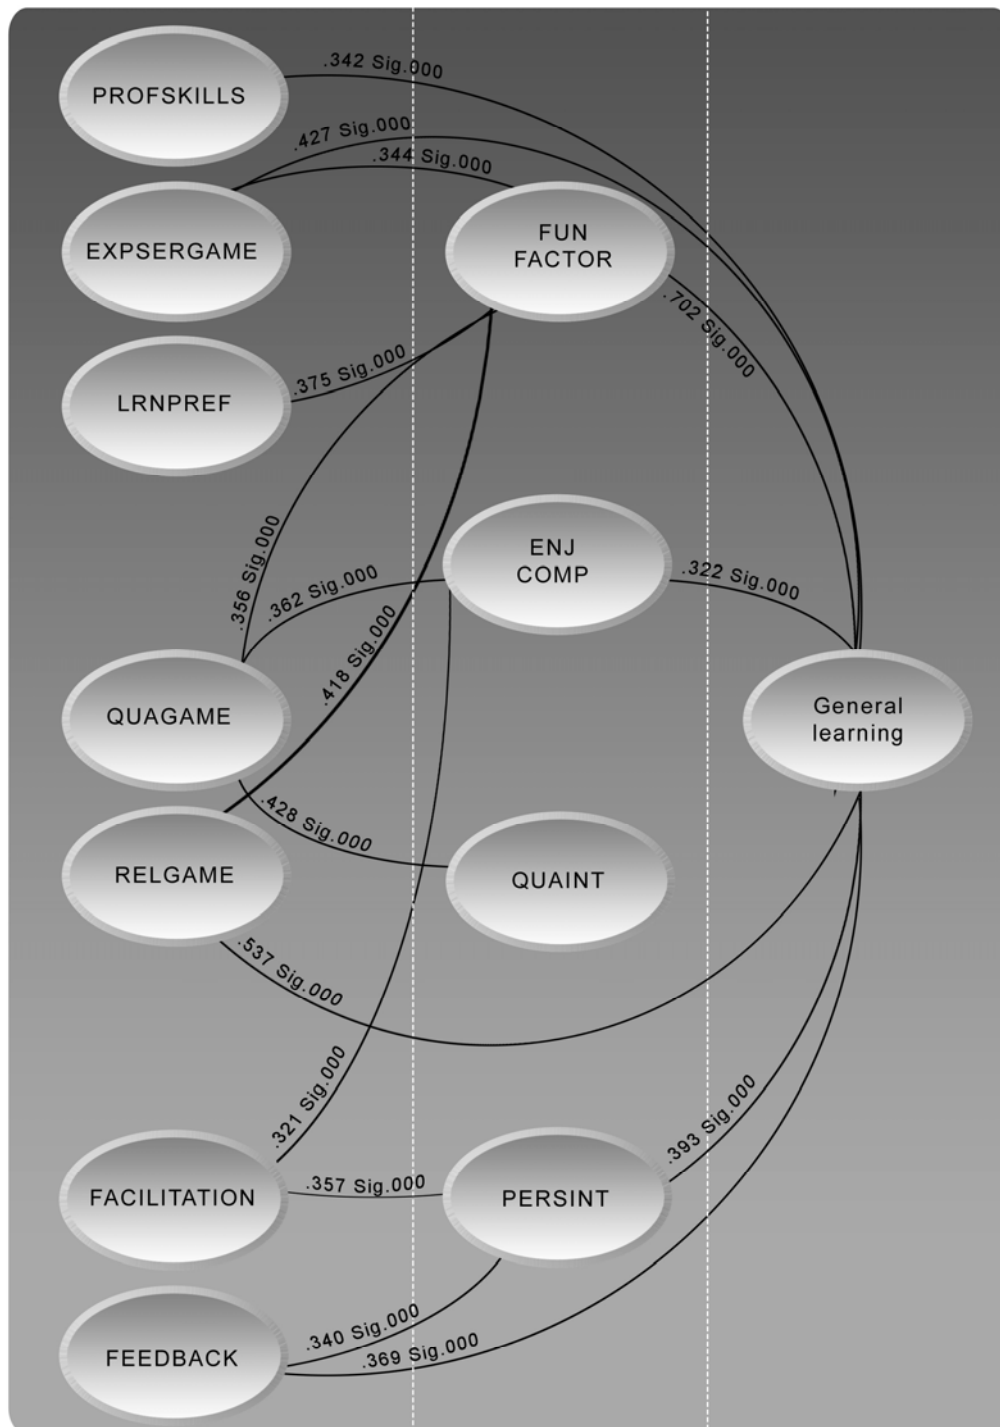 .342 Sig.000
PROFSKILLS
.427 Sig.000
.344 Sig.000
EXPSERGAME
FUN
FACTOR
.702 Sig.000
.375 Sig.000
LRNPREF
.356 Sig.000
ENJ
COMP
.362 Sig.000
.322 Sig.000
.418 Sig.000
QUAGAME
General
learning
.428 Sig.000
RELGAME
QUAINT
.537 Sig.000
.321 Sig.000
.393 Sig.000
FACILITATION
.357 Sig.000
PERSINT
.340 Sig.000
.369 Sig.000
FEEDBACK